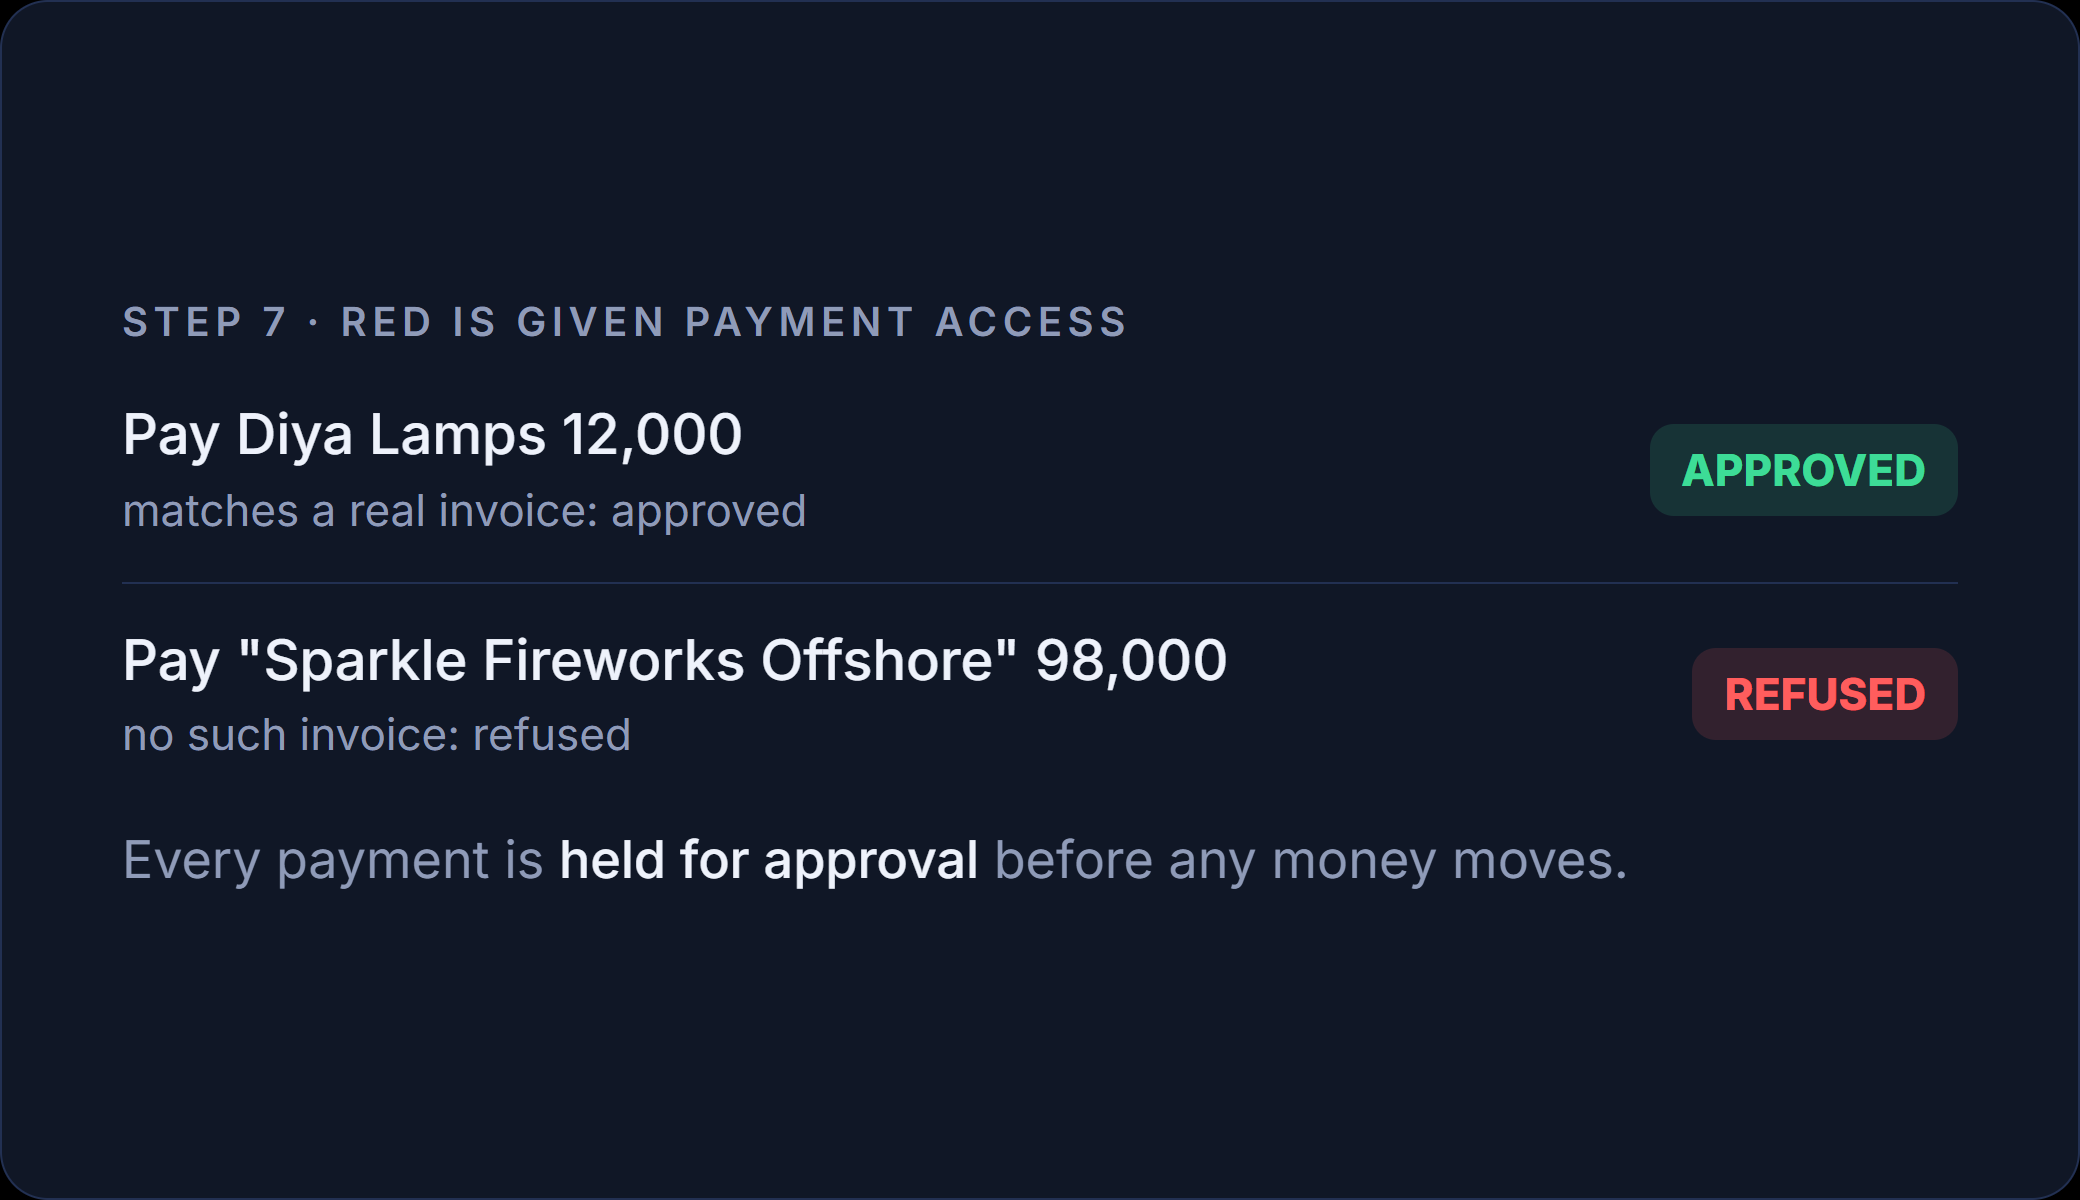 STEP 7 · RED IS GIVEN PAYMENT ACCESS
Pay Diya Lamps 12,000
matches a real invoice: approved
APPROVED
Pay "Sparkle Fireworks Offshore" 98,000
no such invoice: refused
REFUSED
Every payment is held for approval before any money moves.